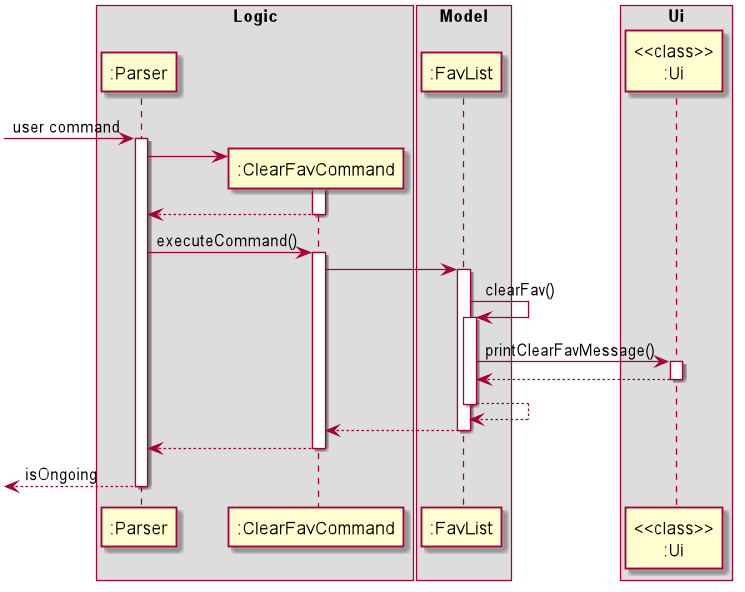 Logic
Model
Ui
:Parser
:FavList
<<class>>
:Ui
user command
:ClearFavCommand
executeCommand()
clearFav()
printClearFavMessage()
isOngoing
:Parser
:ClearFavCommand
:FavList
<<class>>
:Ui